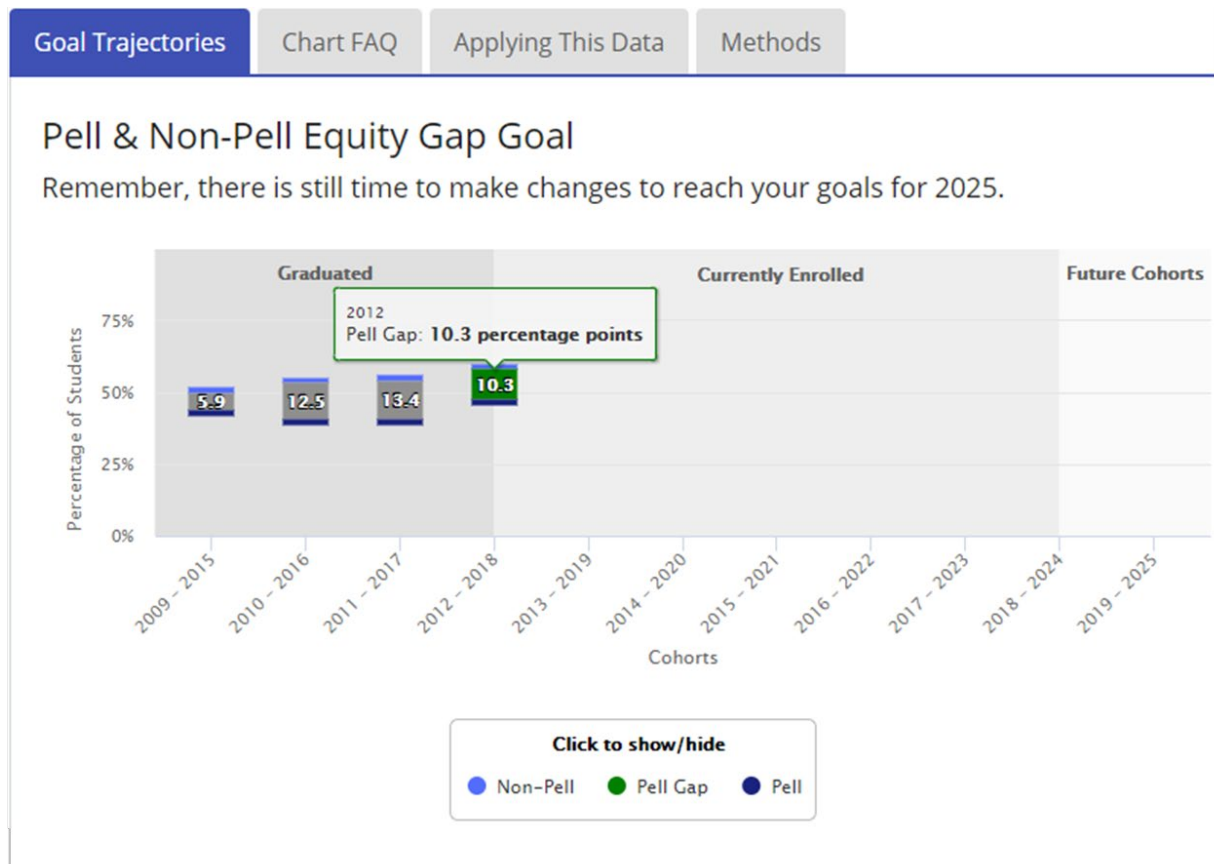 Goal Trajectories
Chart FAQ
Applying This Data
Methods
Pell & Non-Pell Equity Gap Goal
Remember, there is still time to make changes to reach your goals for 2025.
Graduated
Currently Enrolled
Future Cohorts
2012
Pell Gap: 10.3 percentage points
Percentage of Students
75%
50%
25%
0%
5.9
12.5
13.4
10.3
2009 - 2015
2010 - 2016
2011 - 2017
2012 - 2018
2013 - 2019
2014 - 2020
2015 - 2021
2016 - 2022
2017 - 2023
2018 - 2024
2019 - 2025
Cohorts
Click to show/hide
Non-Pell
Pell Gap
Pell